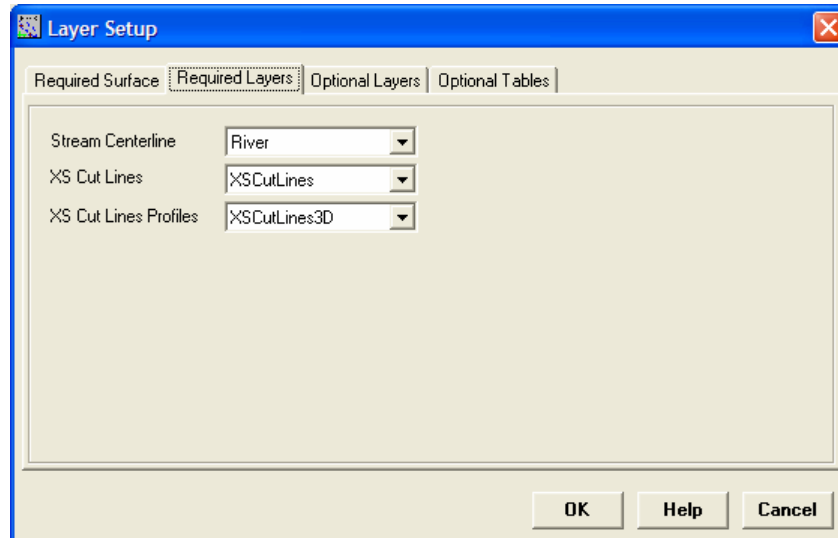 Layer Setup
Required Surface Required Layers Optional Layers Optional Tables
Stream Centerline River
XS Cut Lines XSCutLines
XS Cut Lines Profiles XSCutLines3D
OK Help Cancel